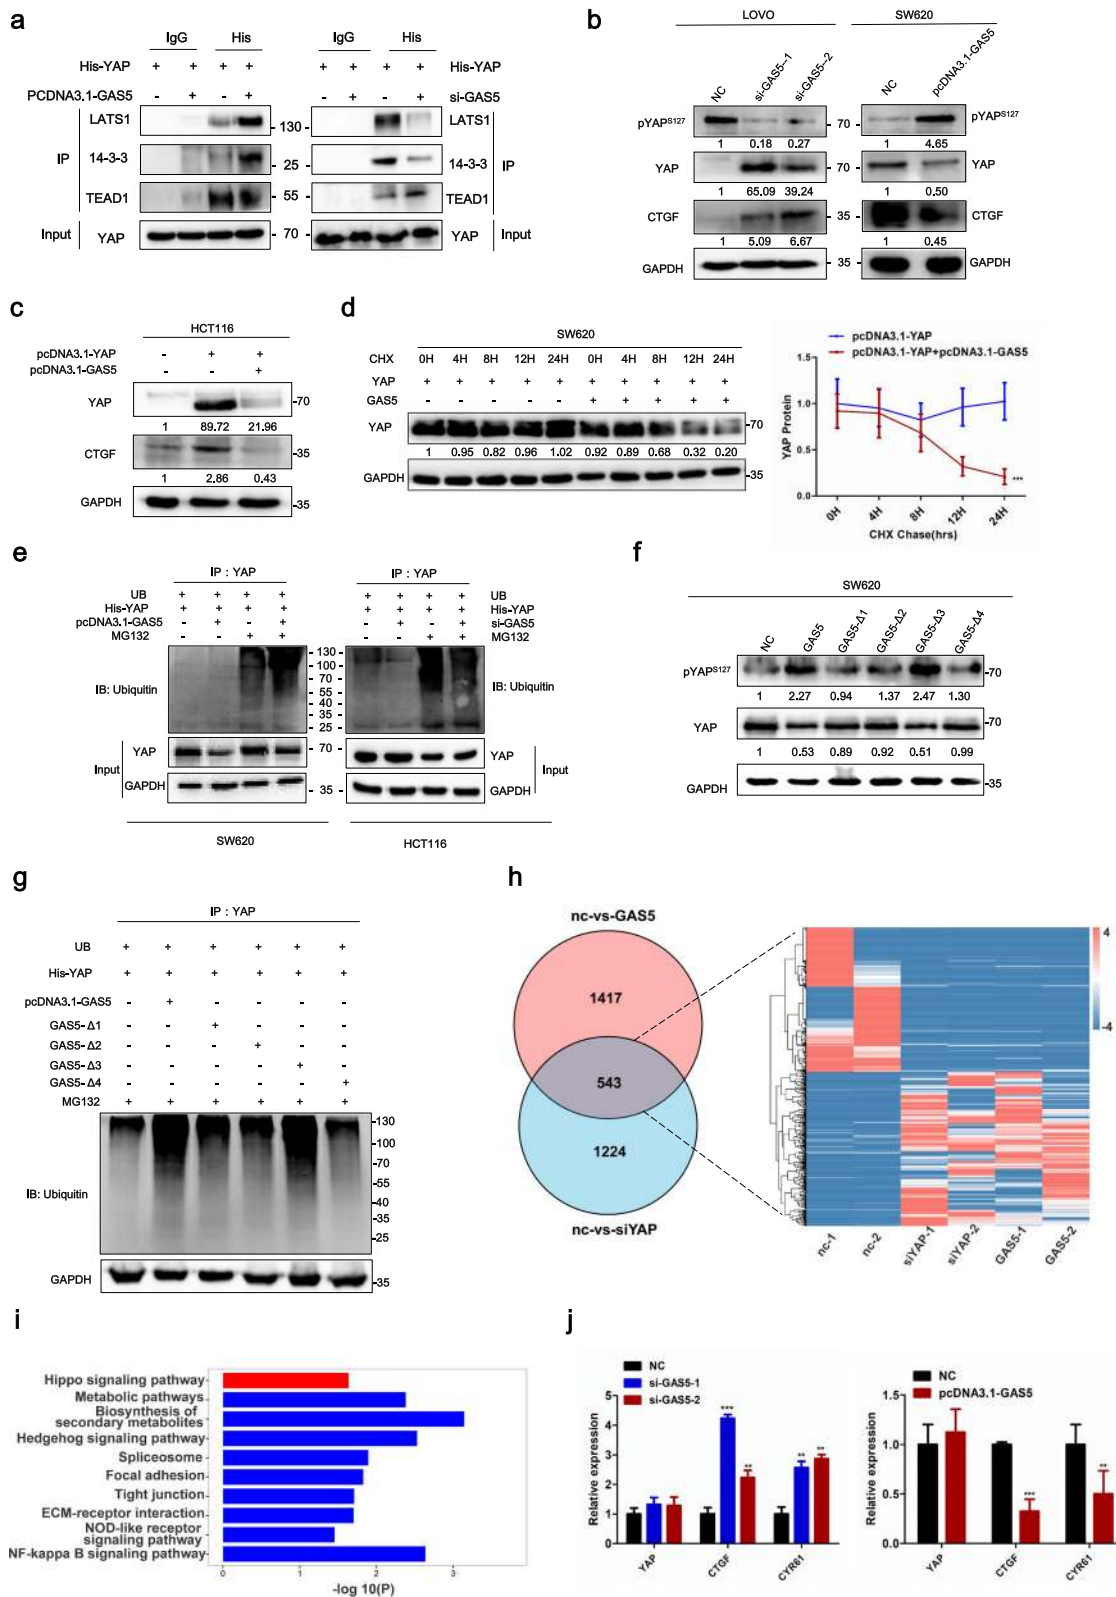 a
IgG His IgG His
His-YAP + + + + + + + + His-YAP
PCDNA3.1-GAS5 - + - + - + - + si-GAS5
LATS1 - 130 LATS1
IP 14-3-3 - 25 14-3-3 IP
TEAD1 - 55 TEAD1
Input YAP 70 - YAP Input
b
LOVO SW620
NC si-GAS5--1 si-GAS5--2 NC pcDNA3.1-GAS5
pYAPS127 70 - pYAPS127
1 0.18 0.27 1 4.65
YAP -70 YAP
1 65.09 39.24 1 0.50
CTGF - 35 - CTGF
1 5.09 6.67 1 0.45
GAPDH - 35 GAPDH
c
HCT116
pcDNA3.1-YAP - + +
pcDNA3.1-GAS5 - - +
YAP -70
1 89.72 21.96
CTGF -35
1 2.86 0.43
GAPDH -35
d
SW620
CHX 0H 4H 8H 12H 24H 0H 4H 8H 12H 24H
YAP + + + + + + + + + +
GAS5 - - - - - + + + + +
YAP -70
1 0.95 0.82 0.96 1.02 0.92 0.89 0.68 0.32 0.20
GAPDH -35
pcDNA3.1-YAP
pcDNA3.1-YAP+pcDNA3.1-GAS5
YAP Protein
1.5
1.0
0.5
0.0
***
0H 4H 8H 12H 24H
CHX Chase(hrs)
e
IP : YAP IP : YAP
UB + + + + + + + + UB
His-YAP + + + + + + + + His-YAP
pcDNA3.1-GAS5 - + - + - + - + si-GAS5
MG132 - - + + - - + + MG132
IB: Ubiquitin IB: Ubiquitin
- 130 -
- 100 -
- 70 -
- 55 -
- 40 -
- 35 -
- 25 -
Input YAP - 70 - YAP Input
GAPDH - 35 - GAPDH
SW620 HCT116
f
SW620
NC GAS5 GAS5-Δ1 GAS5-Δ2 GAS5-Δ3 GAS5-Δ4
pYAPS127 -70
1 2.27 0.94 1.37 2.47 1.30
YAP -70
1 0.53 0.89 0.92 0.51 0.99
GAPDH -35
g
IP : YAP
UB + + + + + +
His-YAP + + + + + +
pcDNA3.1-GAS5 - + - - - -
GAS5- Δ1 - - + - - -
GAS5- Δ2 - - - + - -
GAS5-Δ3 - - - - + -
GAS5-Δ4 - - - - - +
MG132 + + + + + +
IB: Ubiquitin
-130
-100
-70
-55
-40
-35
-25
GAPDH -35
h
nc-vs-GAS5
1417
543
1224
nc-vs-siYAP
4
-4
nc-1 nc-2 siYAP-1 siYAP-2 GAS5-1 GAS5-2
i
Hippo signaling pathway
Metabolic pathways
Biosynthesis of
secondary metabolites
Hedgehog signaling pathway
Spliceosome
Focal adhesion
Tight junction
ECM-receptor interaction
NOD-like receptor
signaling pathway
NF-kappa B signaling pathway
0 1 2 3
-log 10(P)
j
NC
si-GAS5-1
si-GAS5-2
Relative expression
5
4
3
2
1
0
*** ** ** **
YAP CTGF CYR61
NC
pcDNA3.1-GAS5
Relative expression
1.5
1.0
0.5
0.0
*** **
YAP CTGF CYR61